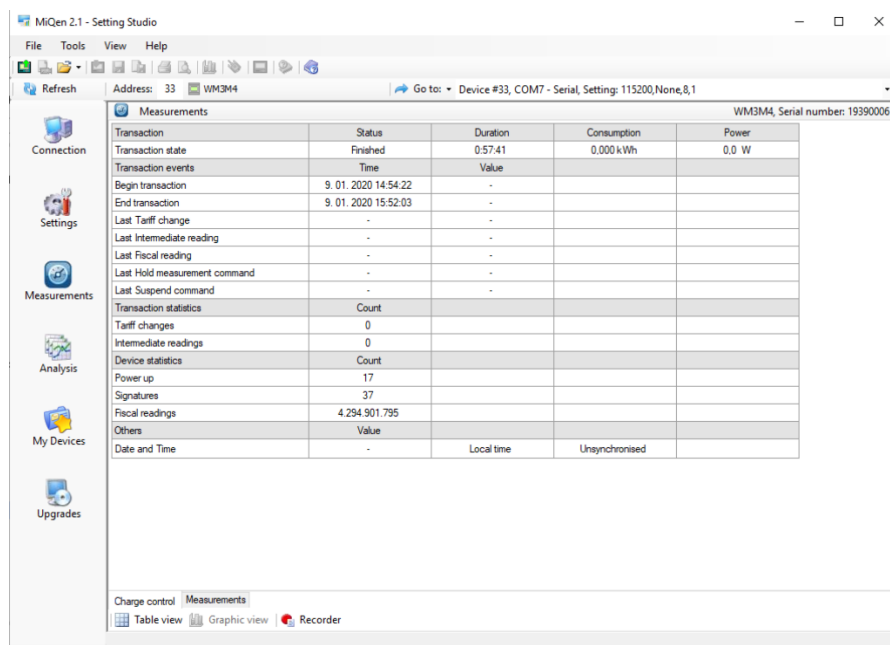 MiQen 2.1 - Setting Studio
File Tools View Help
Refresh Address: 33 WM3M4 Go to: Device #33, COM7 - Serial, Setting: 115200,None,8,1
Measurements WM3M4, Serial number: 19390006
Connection
Settings
Measurements
Analysis
My Devices
Upgrades
Transaction Status Duration Consumption Power
Transaction state Finished 0:57:41 0,000 kWh 0,0 W
Transaction events Time Value
Begin transaction 9. 01. 2020 14:54:22 -
End transaction 9. 01. 2020 15:52:03 -
Last Tariff change - -
Last Intermediate reading - -
Last Fiscal reading - -
Last Hold measurement command - -
Last Suspend command - -
Transaction statistics Count
Tariff changes 0
Intermediate readings 0
Device statistics Count
Power up 17
Signatures 37
Fiscal readings 4.294.901.795
Others Value
Date and Time - Local time Unsynchronised
Charge control Measurements
Table view Graphic view Recorder